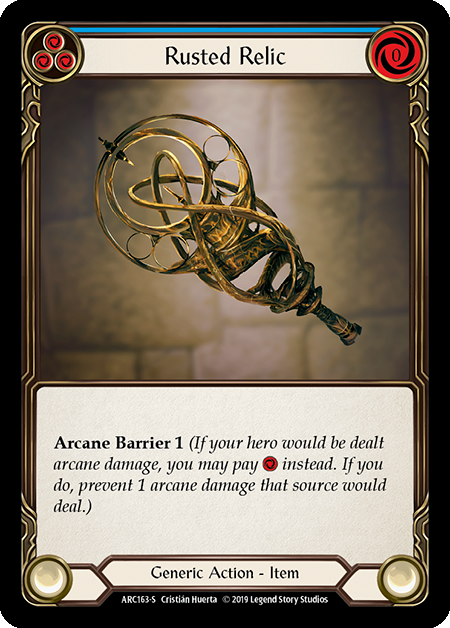 Rusted Relic
0
Arcane Barrier 1 (If your hero would be dealt
arcane damage, you may pay instead. If you
do, prevent 1 arcane damage that source would
deal.)
Generic Action - Item
ARC163-S Cristián Huerta © 2019 Legend Story Studios